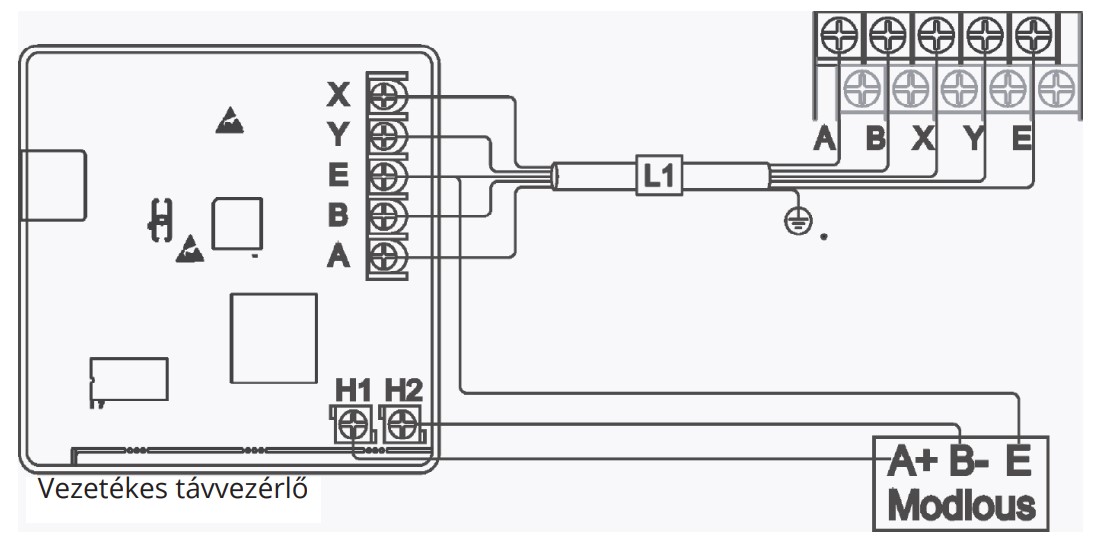 X
Y
E
B
A
A B X Y E
L1
H1 H2
A+ B- E
Modlous
Vezetékes távvezérlő